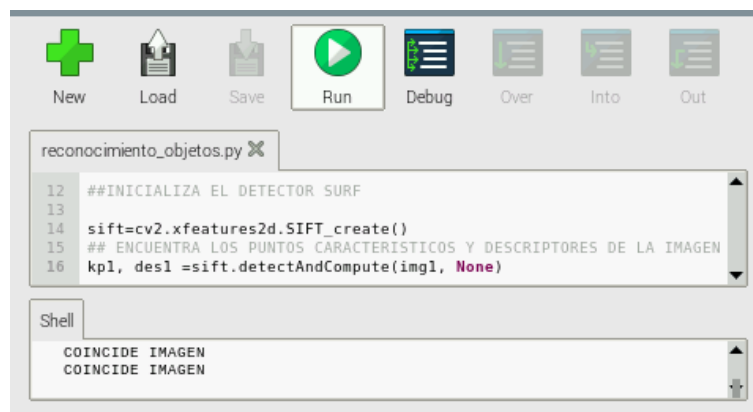 New Load Save Run Debug Over Into Out
reconocimiento_objetos.py
12 ##INICIALIZA EL DETECTOR SURF
13
14 sift=cv2.xfeatures2d.SIFT_create()
15 ## ENCUENTRA LOS PUNTOS CARACTERISTICOS Y DESCRIPTORES DE LA IMAGEN
16 kp1, des1 =sift.detectAndCompute(img1, None)
Shell
COINCIDE IMAGEN
COINCIDE IMAGEN